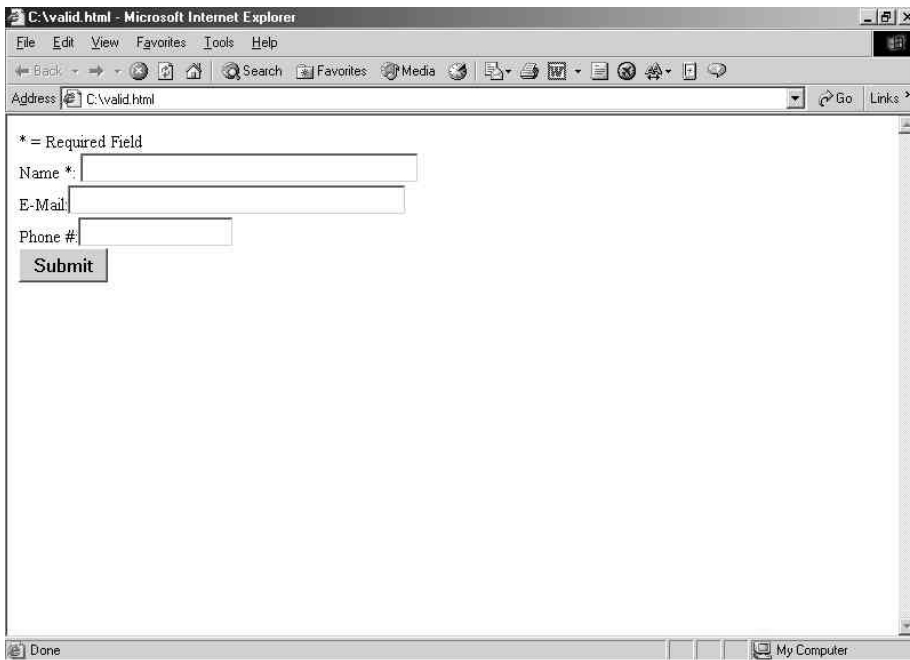 C:\valid.html - Microsoft Internet Explorer
File Edit View Favorites Tools Help
Back Search Favorites Media
Address C:\valid.html Go Links
* = Required Field
Name *:
E-Mail:
Phone #:
Submit
Done My Computer